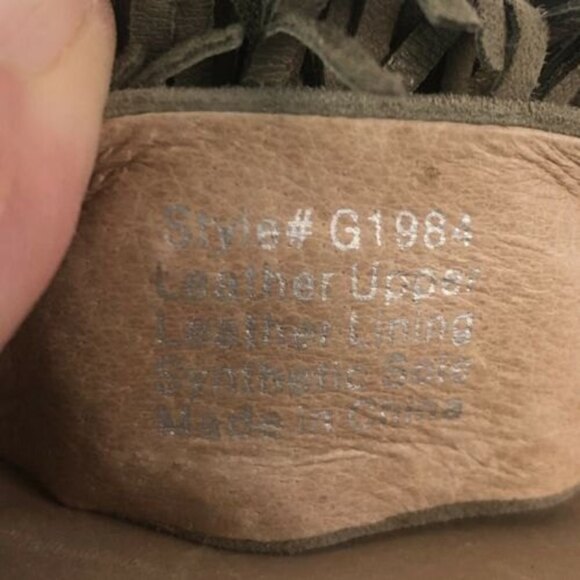 Style# G1984
Leather Upper
Leather Lining
Synthetic Sole
Made in China